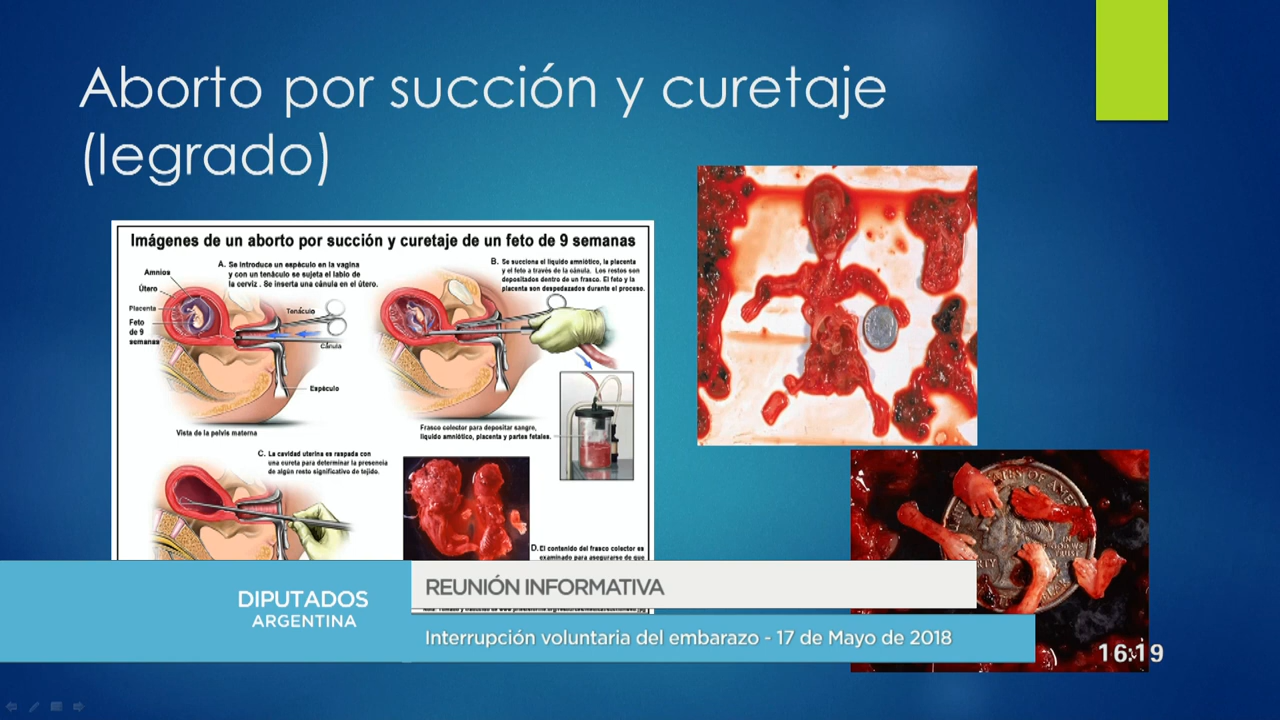 Aborto por succión y curetaje
(legrado)
Imágenes de un aborto por succión y curetaje de un feto de 9 semanas
A. Se introduce un espéculo en la vagina
y con un tenáculo se sujeta el labio de
la cerviz . Se inserta una cánula en el útero.
Amnios
Útero
Placenta
Feto
de 9
semanas
Tenáculo
Cánula
Espéculo
Vista de la pelvis materna
B. Se succiona el líquido amniótico, la placenta
y el feto a través de la cánula. Los restos son
depositados dentro de un frasco. El feto y la
placenta son despedazados durante el proceso.
Frasco colector para depositar sangre,
líquido amniótico, placenta y partes fetales.
C. La cavidad uterina es raspada con
una cureta para determinar la presencia
de algún resto significativo de tejido.
D. El contenido del frasco colector es
examinado para asegurarse de que
DIPUTADOS
ARGENTINA
REUNIÓN INFORMATIVA
Interrupción voluntaria del embarazo - 17 de Mayo de 2018
16:19